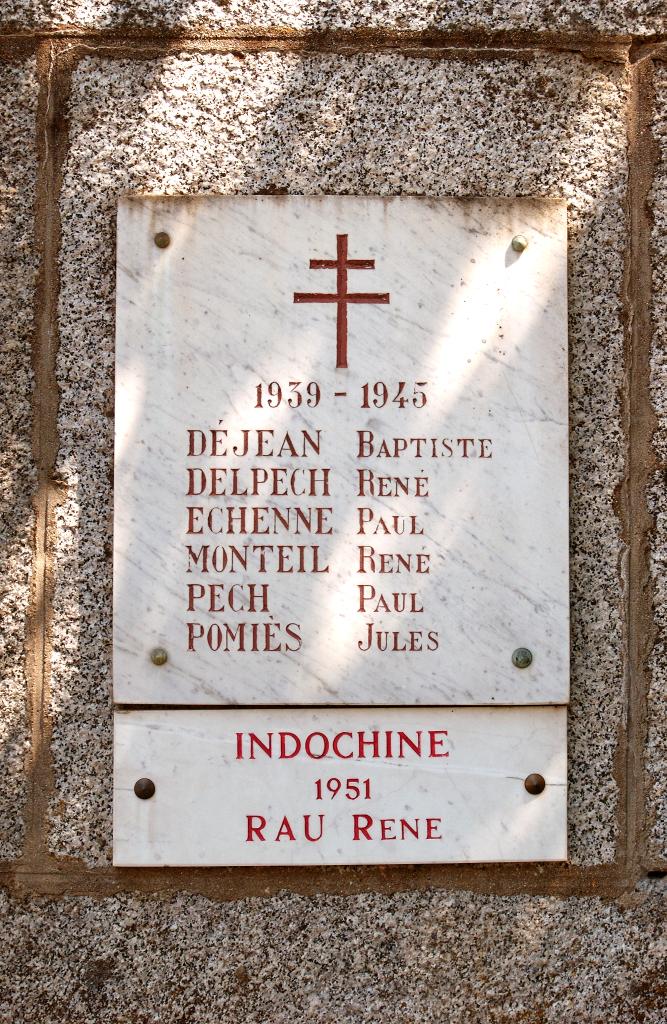 1939 - 1945
DÉJEAN BAPTISTE
DELPECH RENÉ
ECHENNE PAUL
MONTEIL RENÉ
PECH PAUL
POMIÈS JULES
INDOCHINE
1951
RAU RENE